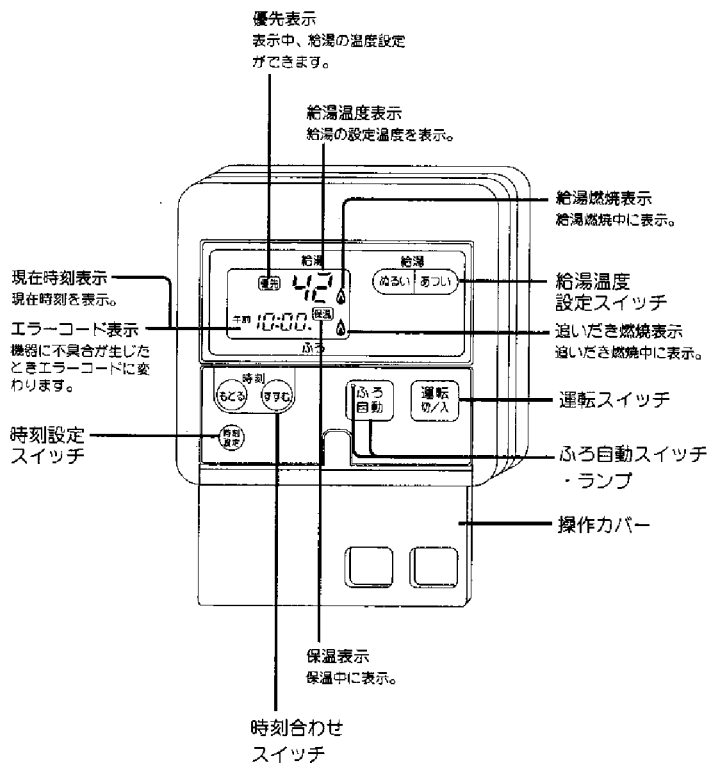 優先表示
表示中、給湯の温度設定
ができます。
給湯温度表示
給湯の設定温度を表示。
給湯燃焼表示
給湯燃焼中に表示。
現在時刻表示
現在時刻を表示。
エラーコード表示
機器に不具合が生じた
ときエラーコードに変
わります。
給湯
優先
42
給湯
ぬるい あつい
午前 10:00.
保温
ふろ
給湯温度
設定スイッチ
追いだき燃焼表示
追いだき燃焼中に表示。
時刻
もどる すすむ
時刻
設定
ふろ
自動
運転
切/入
運転スイッチ
時刻設定
スイッチ
ふろ自動スイッチ
・ランプ
操作カバー
保温表示
保温中に表示。
時刻合わせ
スイッチ